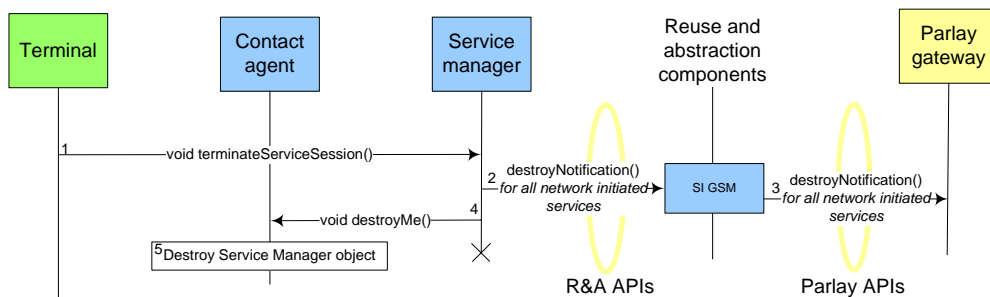 Terminal
Contact
agent
Service
manager
Reuse and
abstraction
components
Parlay
gateway
1
void terminateServiceSession()
2
destroyNotification()
for all network initiated
services
SI GSM
3
destroyNotification()
for all network initiated
services
4
void destroyMe()
5 Destroy Service Manager object
R&A APIs
Parlay APIs